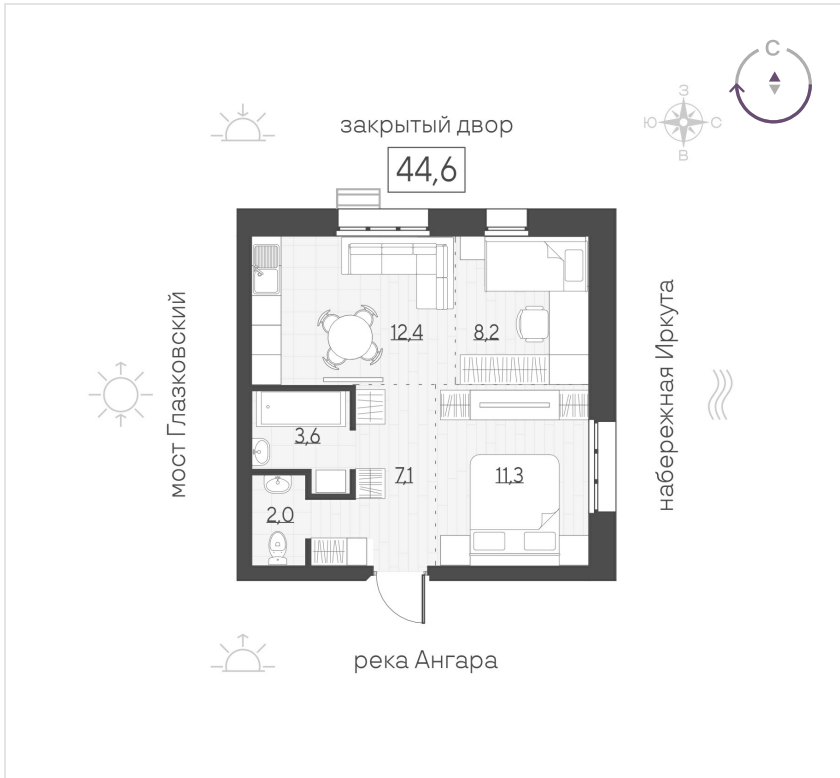 С
закрытый двор
З
Ю
С
В
44,6
мост Глазковский
набережная Иркута
12,4
8,2
3,6
7,1
11,3
2,0
река Ангара